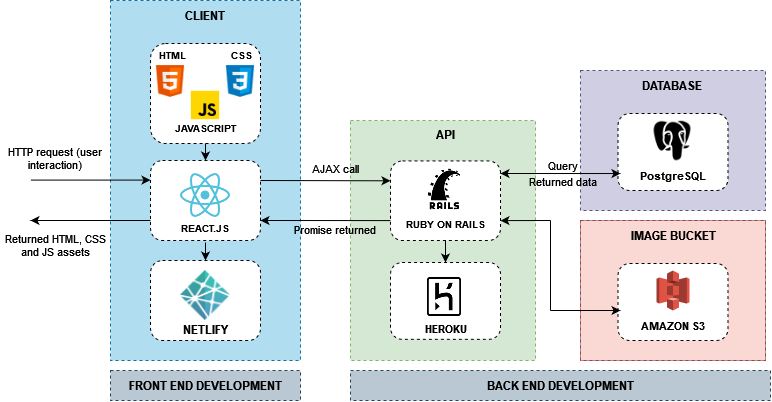 CLIENT
HTML
CSS
5
3
JS
JAVASCRIPT
HTTP request (user
interaction)
REACT.JS
Returned HTML, CSS
and JS assets
NETLIFY
AJAX call
Promise returned
API
RAILS
RUBY ON RAILS
HEROKU
Query
Returned data
DATABASE
PostgreSQL
IMAGE BUCKET
AMAZON S3
FRONT END DEVELOPMENT
BACK END DEVELOPMENT